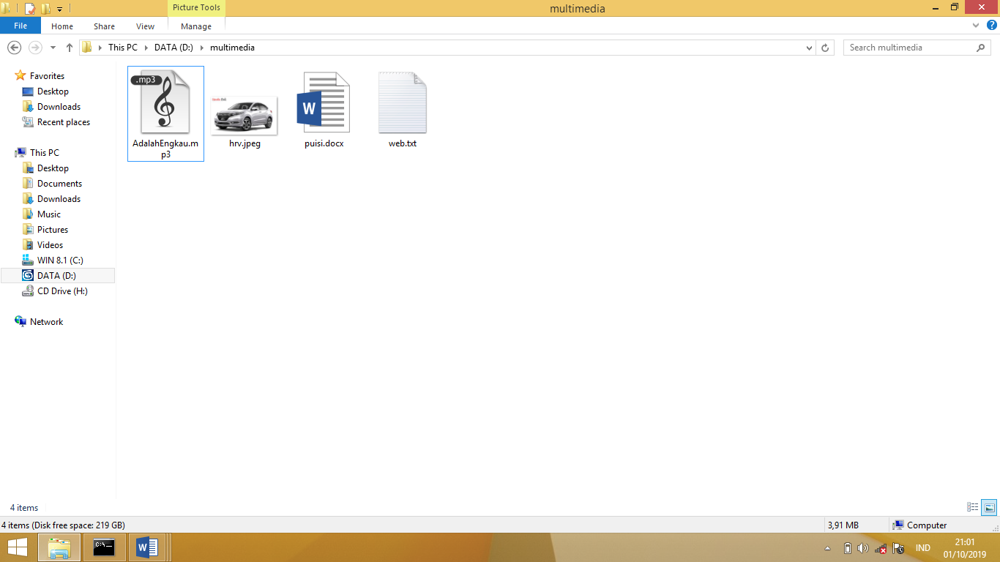 Picture Tools
multimedia
File
Home
Share
View
Manage
This PC
DATA (D:)
multimedia
Search multimedia
Favorites
Desktop
Downloads
Recent places
This PC
Desktop
Documents
Downloads
Music
Pictures
Videos
WIN 8.1 (C:)
DATA (D:)
CD Drive (H:)
Network
.mp3
AdalahEngkau.m
p3
hrv.jpeg
W
puisi.docx
web.txt
4 items
4 items (Disk free space: 219 GB)
3,91 MB
Computer
C:\
W
IND
21:01
01/10/2019